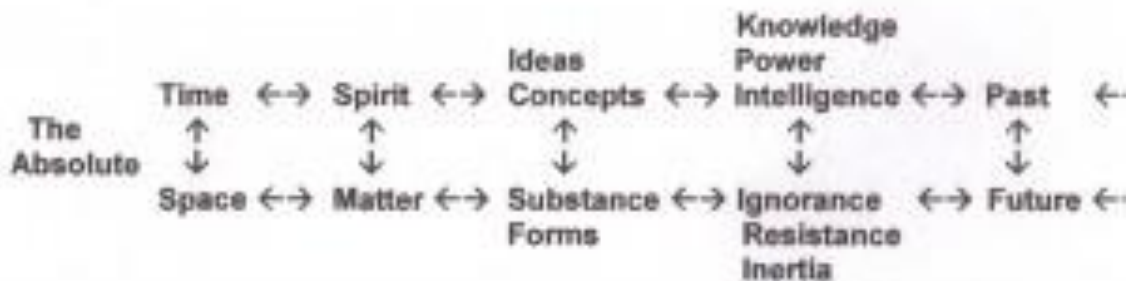 Knowledge
Ideas Power
Time ←→ Spirit ←→ Concepts ←→ Intelligence ←→ Past ←
The ↑ ↑ ↑ ↑ ↑
Absolute ↓ ↓ ↓ ↓ ↓
Space ←→ Matter ←→ Substance ←→ Ignorance ←→ Future ←
Forms Resistance
Inertia